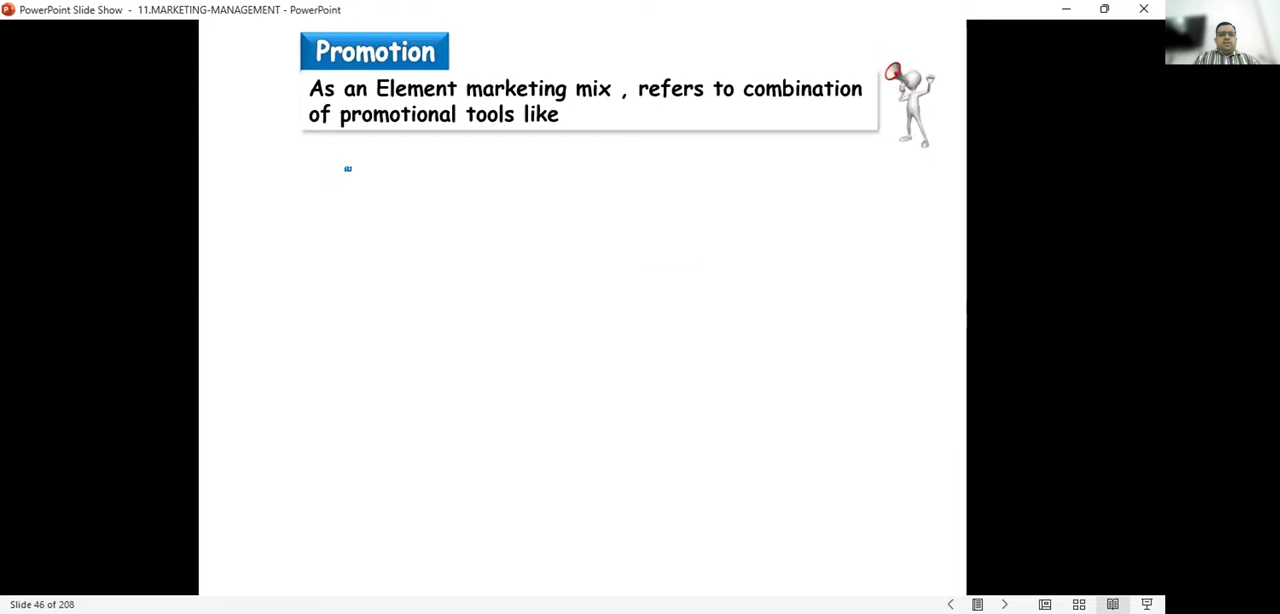 PowerPoint Slide Show - 11.MARKETING-MANAGEMENT - PowerPoint
Promotion
As an Element marketing mix , refers to combination
of promotional tools like
Slide 46 of 208